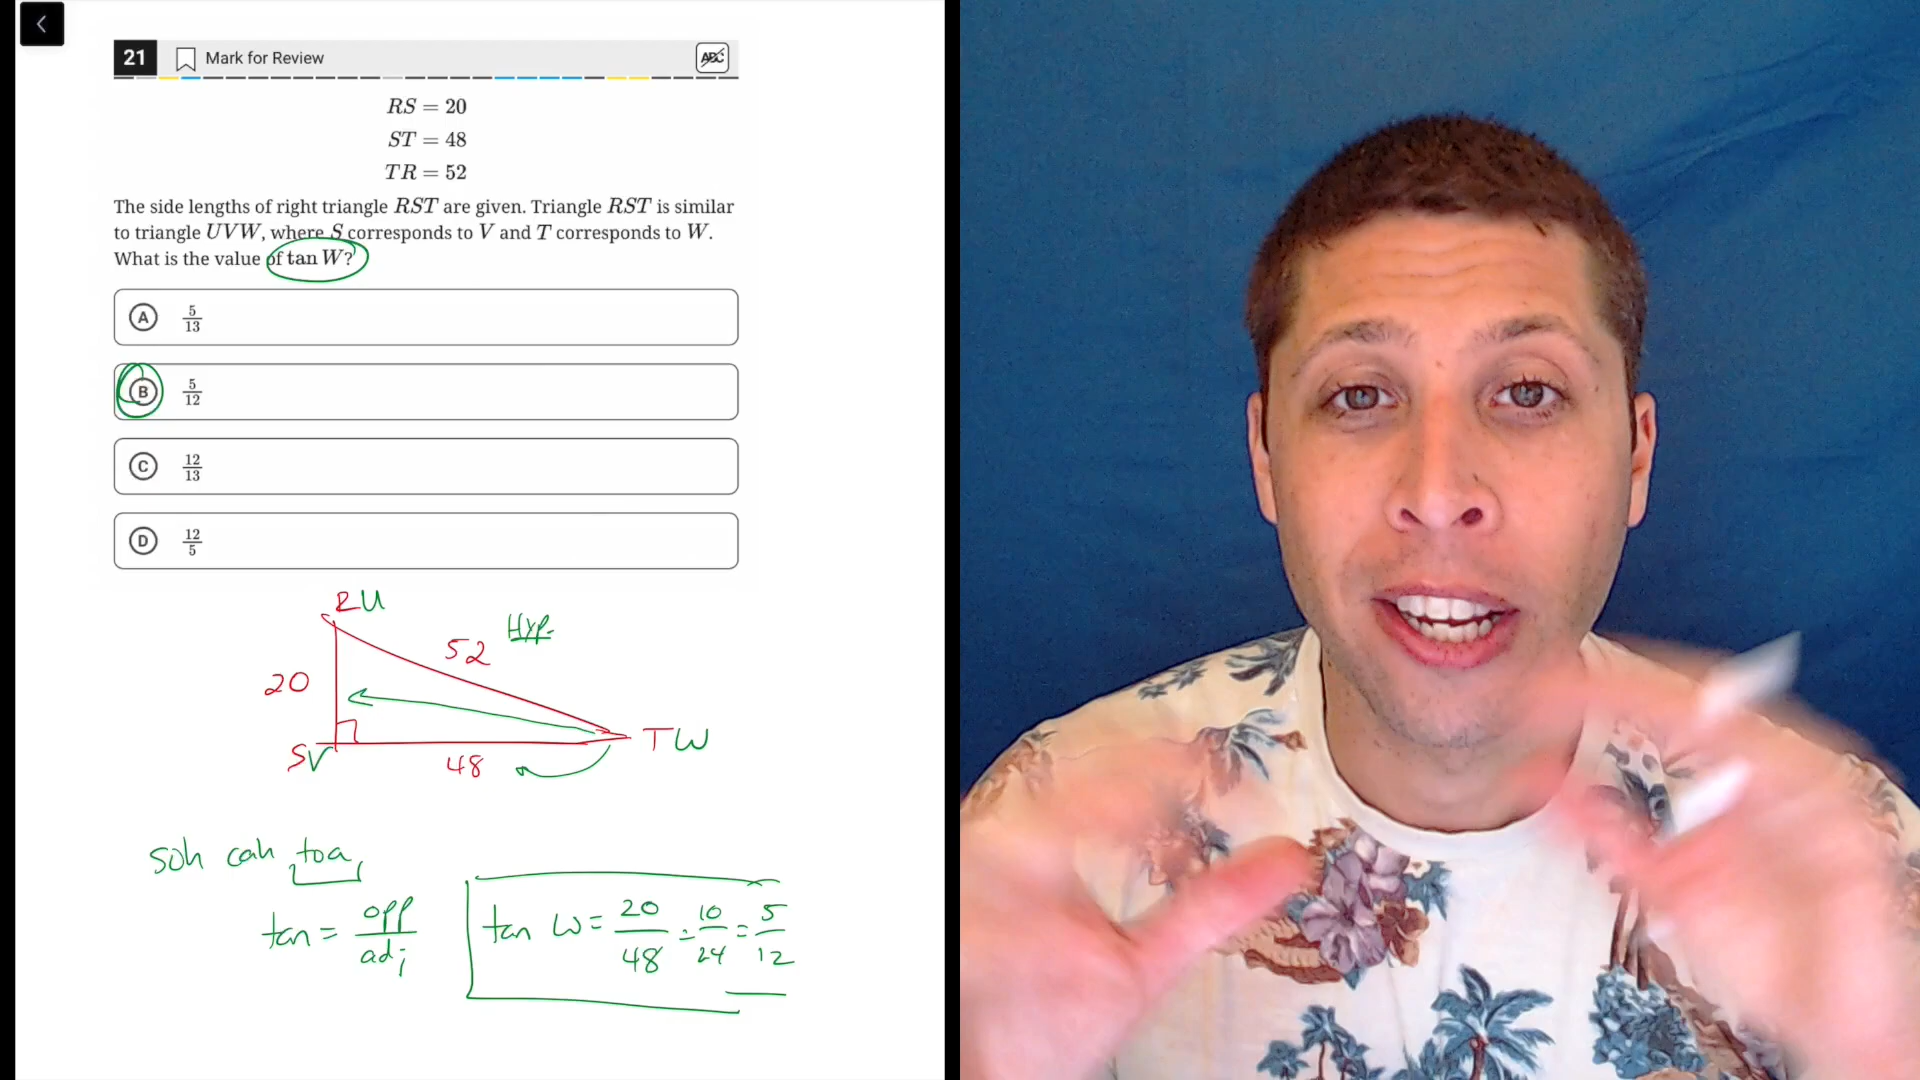 21 Mark for Review ABC
RS = 20
ST = 48
TR = 52
The side lengths of right triangle RST are given. Triangle RST is similar
to triangle UVW, where S corresponds to V and T corresponds to W.
What is the value of tan W?
A 5/13
B 5/12
C 12/13
D 12/5
R U
52 HYP.
20
S V 48 T W
soh cah toa
tan = opp/adj
tan W = 20/48 = 10/24 = 5/12